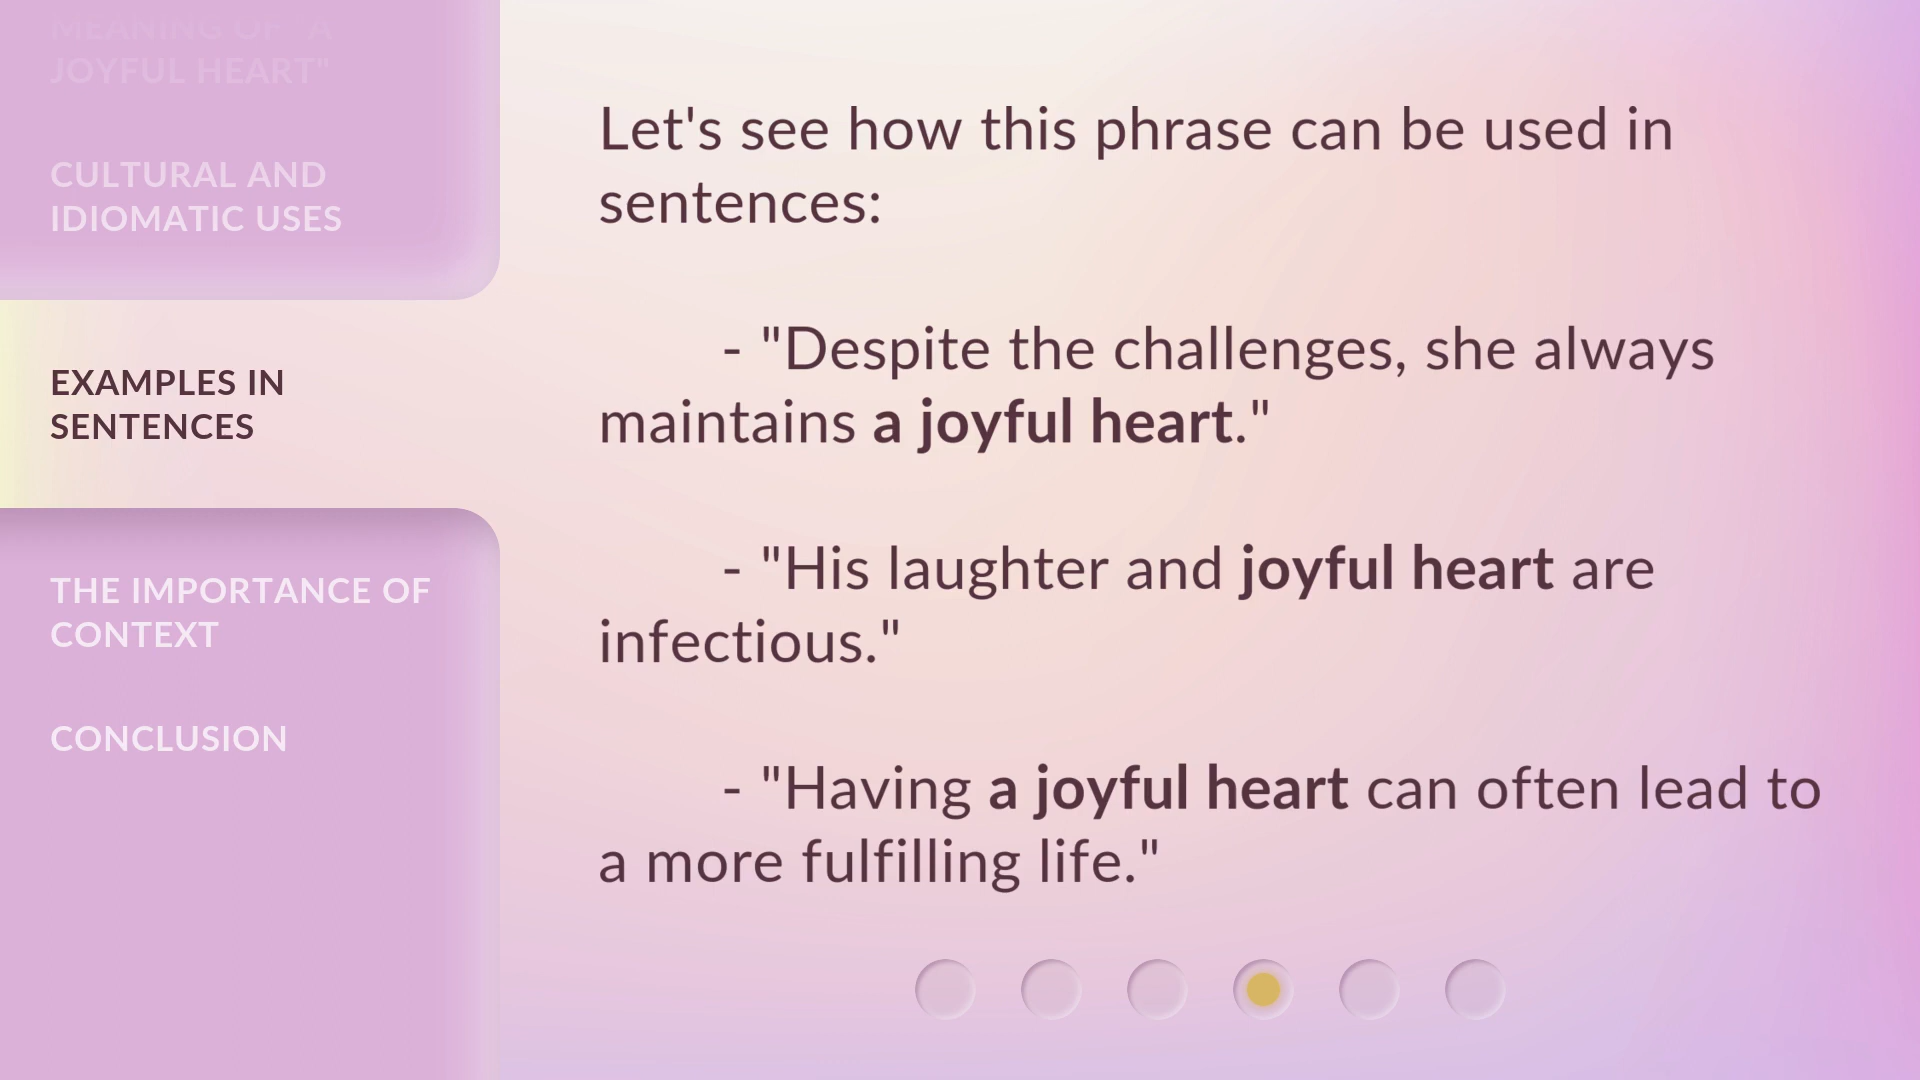 MEANING OF "A
JOYFUL HEART"
CULTURAL AND
IDIOMATIC USES
EXAMPLES IN
SENTENCES
THE IMPORTANCE OF
CONTEXT
CONCLUSION
Let's see how this phrase can be used in
sentences:
- "Despite the challenges, she always
maintains a joyful heart."
- "His laughter and joyful heart are
infectious."
- "Having a joyful heart can often lead to
a more fulfilling life."